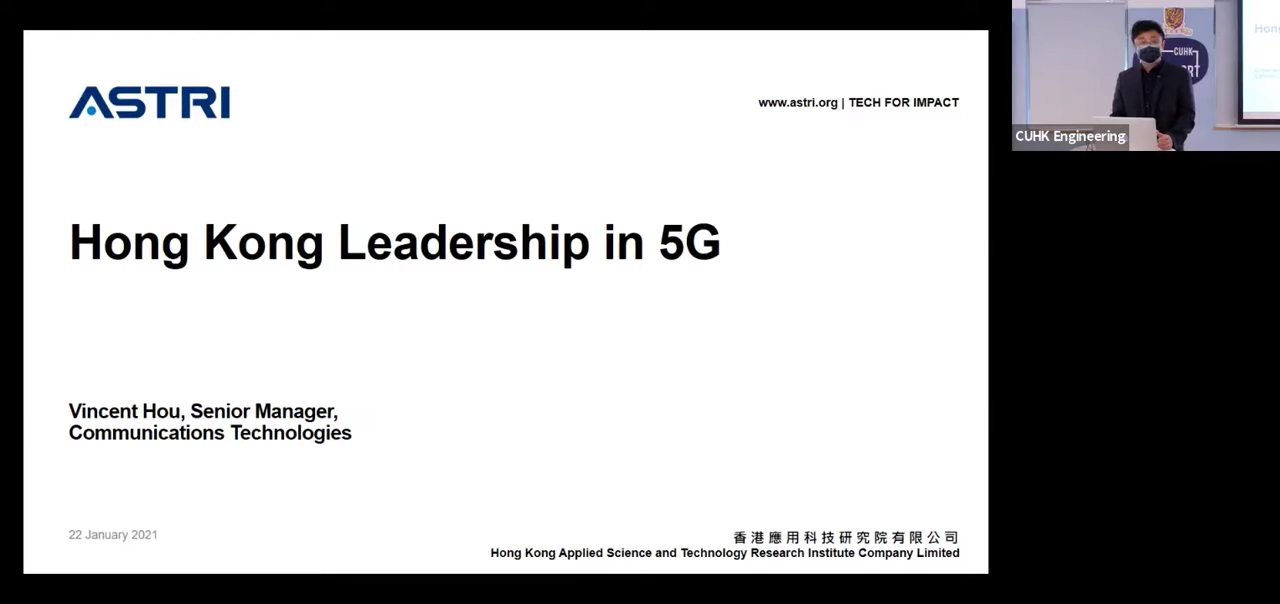 ASTRI
www.astri.org | TECH FOR IMPACT
Hong Kong Leadership in 5G
Vincent Hou, Senior Manager,
Communications Technologies
22 January 2021
香港應用科技研究院有限公司
Hong Kong Applied Science and Technology Research Institute Company Limited
CUHK
CUHK Engineering